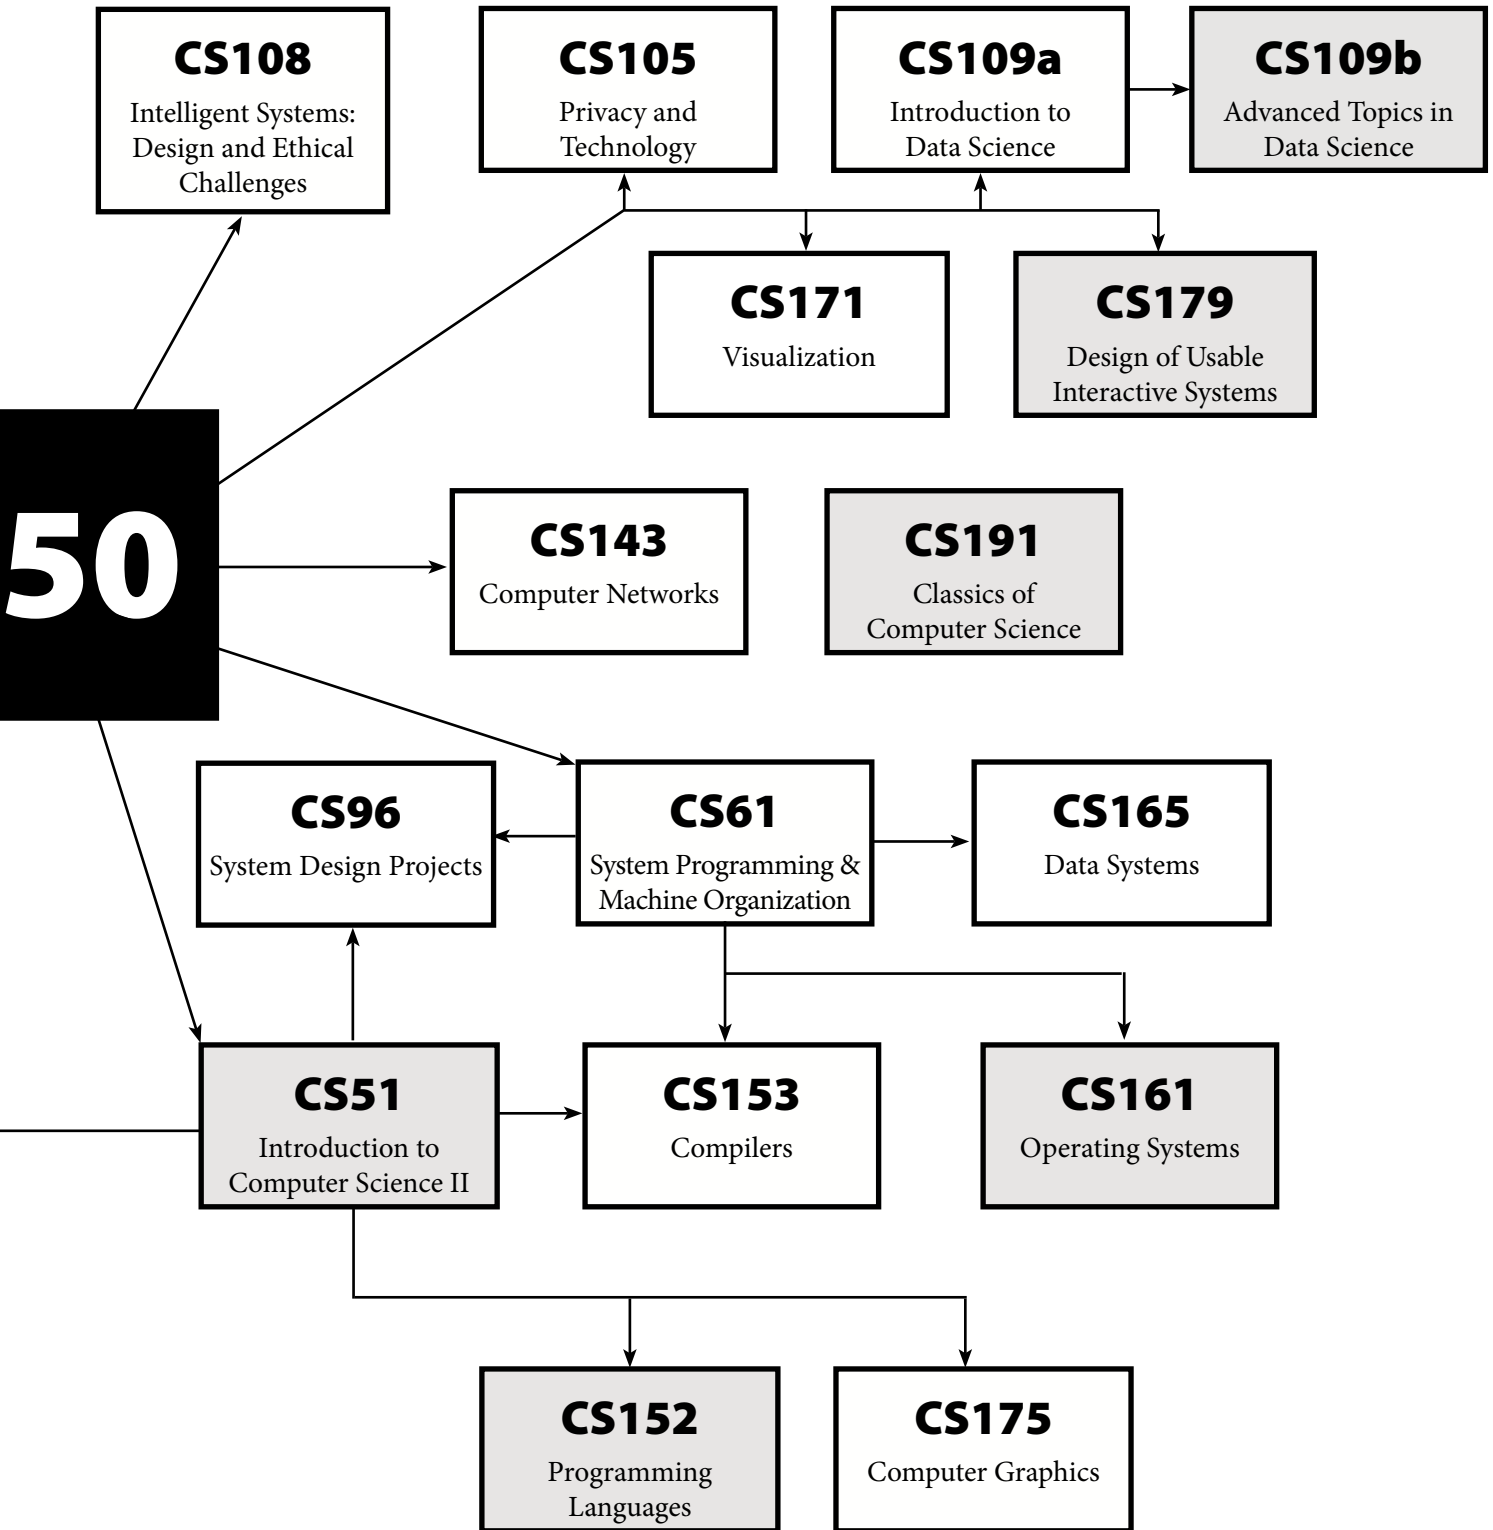 CS108
Intelligent Systems:
Design and Ethical
Challenges
CS105
Privacy and
Technology
CS109a
Introduction to
Data Science
CS109b
Advanced Topics in
Data Science
CS171
Visualization
CS179
Design of Usable
Interactive Systems
50
CS143
Computer Networks
CS191
Classics of
Computer Science
CS96
System Design Projects
CS61
System Programming &
Machine Organization
CS165
Data Systems
CS51
Introduction to
Computer Science II
CS153
Compilers
CS161
Operating Systems
CS152
Programming
Languages
CS175
Computer Graphics